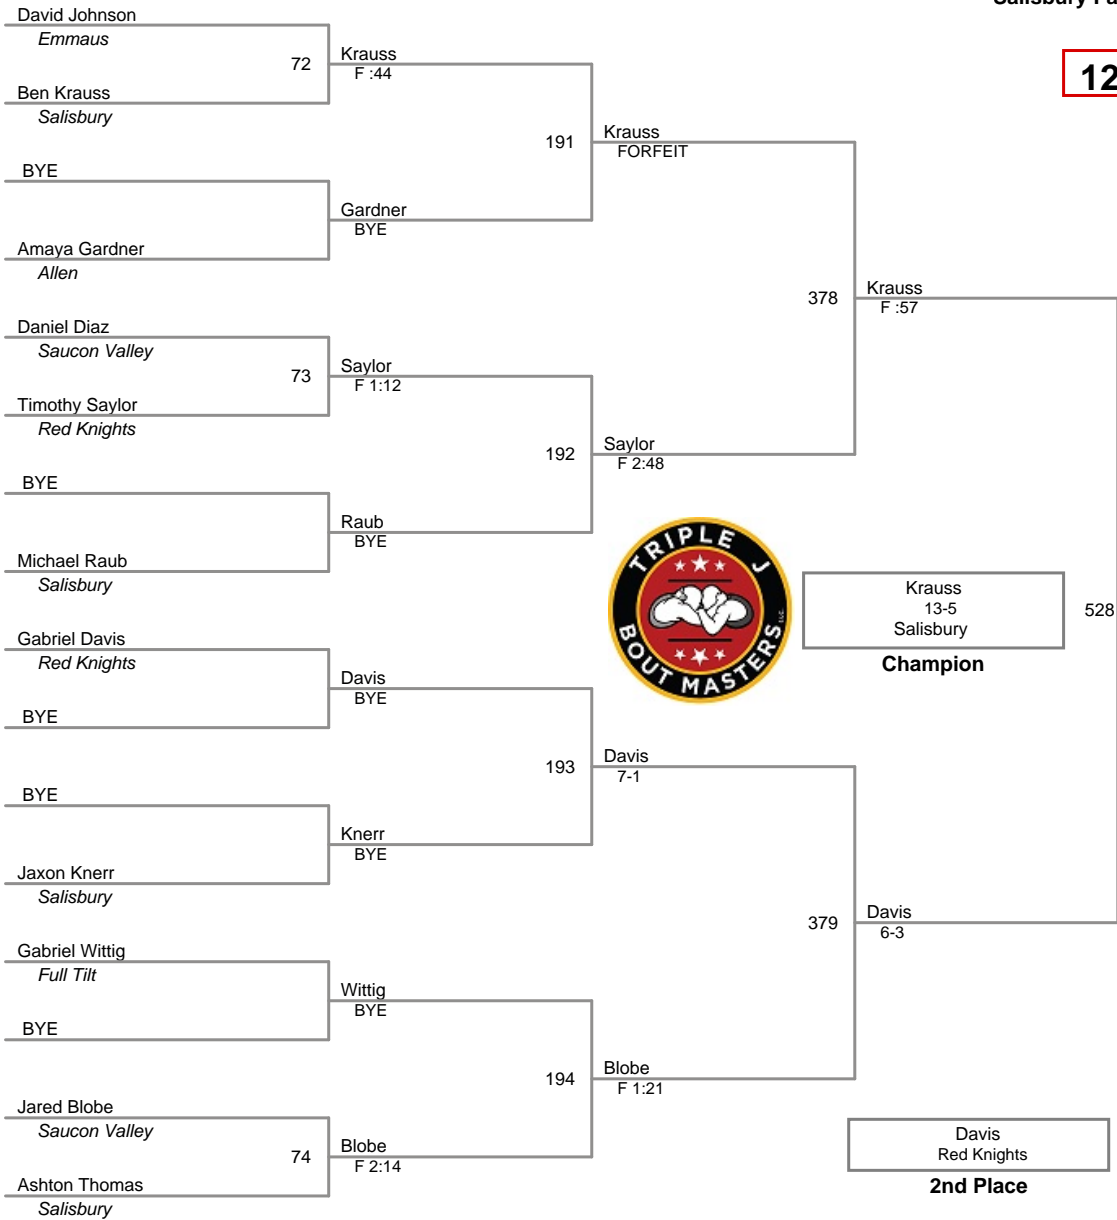 Salisbury Fa
12
David Johnson
Emmaus
72
Krauss
F :44
Ben Krauss
Salisbury
191
Krauss
FORFEIT
BYE
Gardner
BYE
Amaya Gardner
Allen
378
Krauss
F :57
Daniel Diaz
Saucon Valley
73
Saylor
F 1:12
Timothy Saylor
Red Knights
192
Saylor
F 2:48
BYE
Raub
BYE
Michael Raub
Salisbury
TRIPLE J
BOUT MASTERS
Krauss
13-5
Salisbury
528
Champion
Gabriel Davis
Red Knights
Davis
BYE
BYE
193
Davis
7-1
BYE
Knerr
BYE
Jaxon Knerr
Salisbury
379
Davis
6-3
Gabriel Wittig
Full Tilt
Wittig
BYE
BYE
194
Blobe
F 1:21
Jared Blobe
Saucon Valley
74
Blobe
F 2:14
Ashton Thomas
Salisbury
Davis
Red Knights
2nd Place